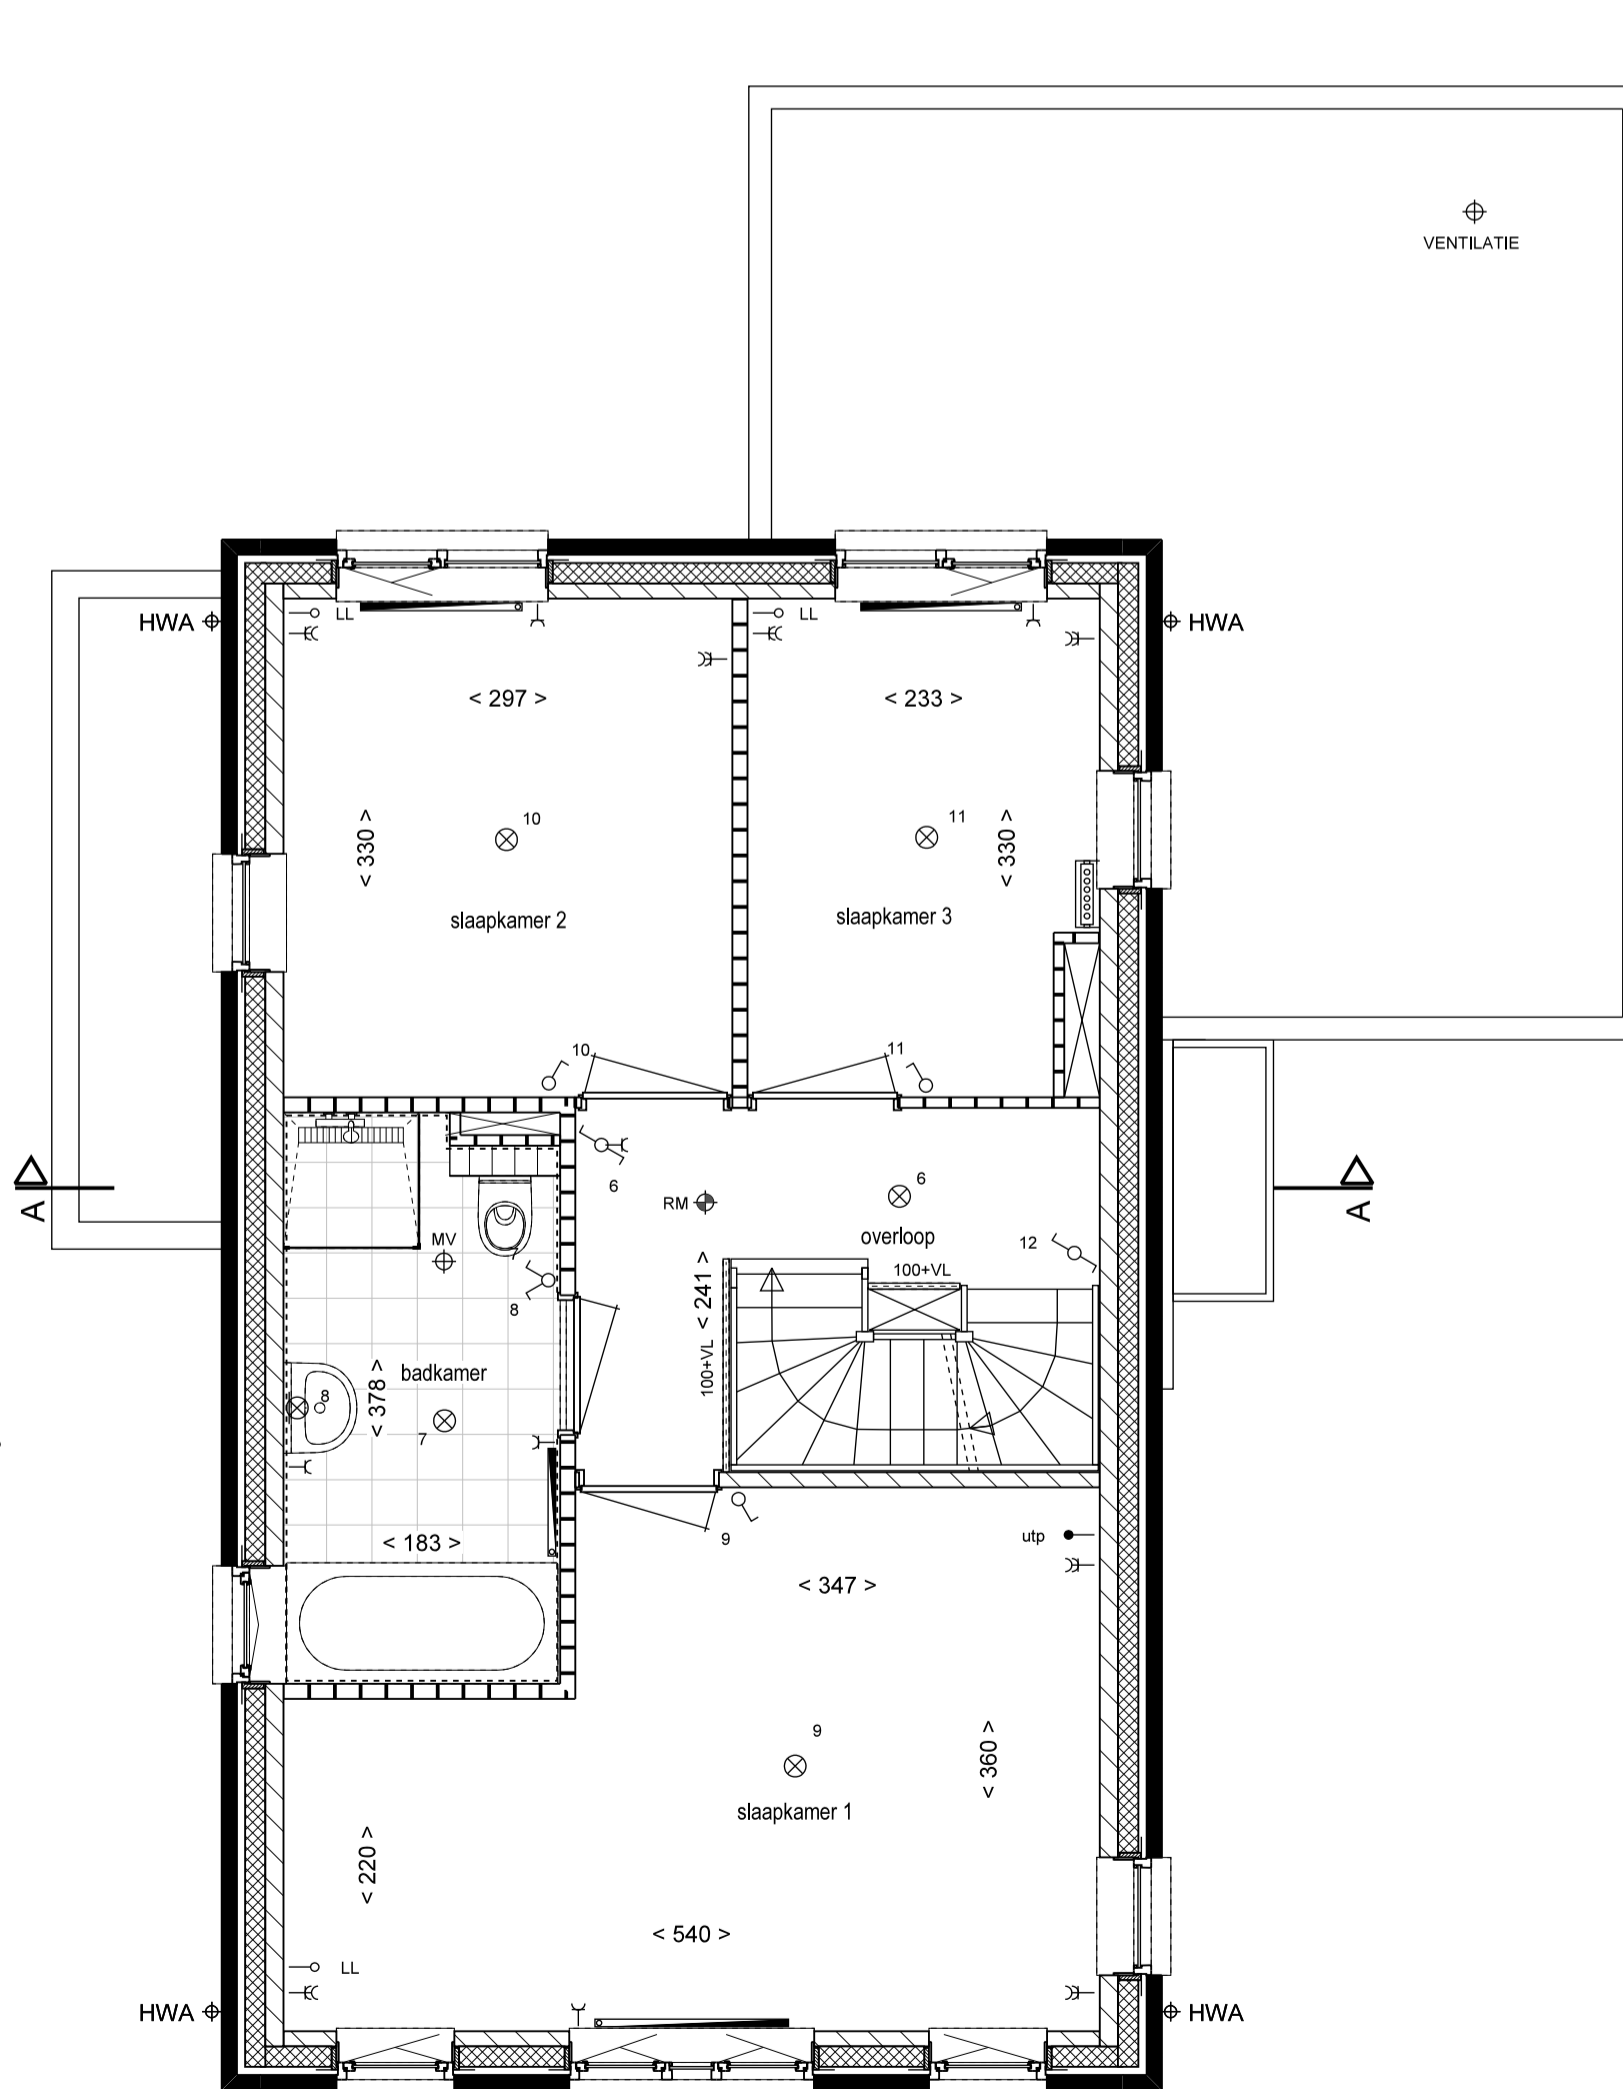 VENTILATIE
HWA
LL
LL
HWA
< 297 >
< 233 >
10
11
< 330 >
< 330 >
slaapkamer 2
slaapkamer 3
10
11
A
6
RM
6
A
MV
overloop
12
7
100+VL
8
< 241 >
100+VL
badkamer
< 378 >
8
7
< 183 >
9
utp
< 347 >
9
< 360 >
slaapkamer 1
< 220 >
< 540 >
LL
HWA
HWA